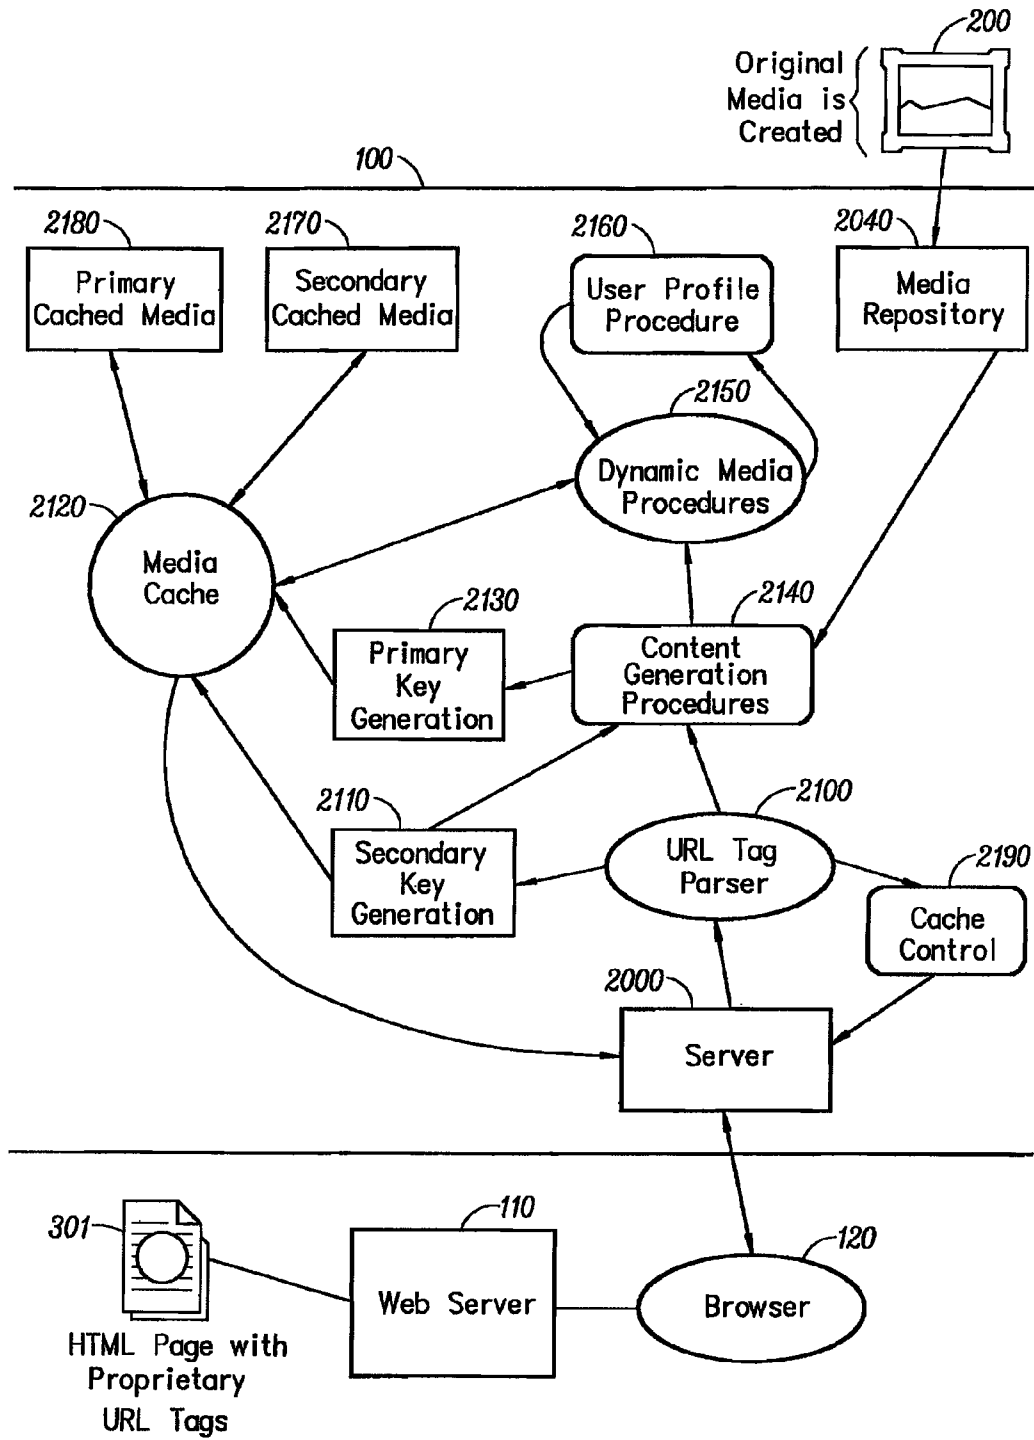 200
Original
Media is
Created
100
2180
2170
2160
2040
Primary
Cached Media
Secondary
Cached Media
User Profile
Procedure
Media
Repository
2150
Dynamic Media
Procedures
2120
Media
Cache
2130
2140
Primary
Key
Generation
Content
Generation
Procedures
2110
2100
Secondary
Key
Generation
URL Tag
Parser
2190
Cache
Control
2000
Server
301
110
120
Web Server
Browser
HTML Page with
Proprietary
URL Tags